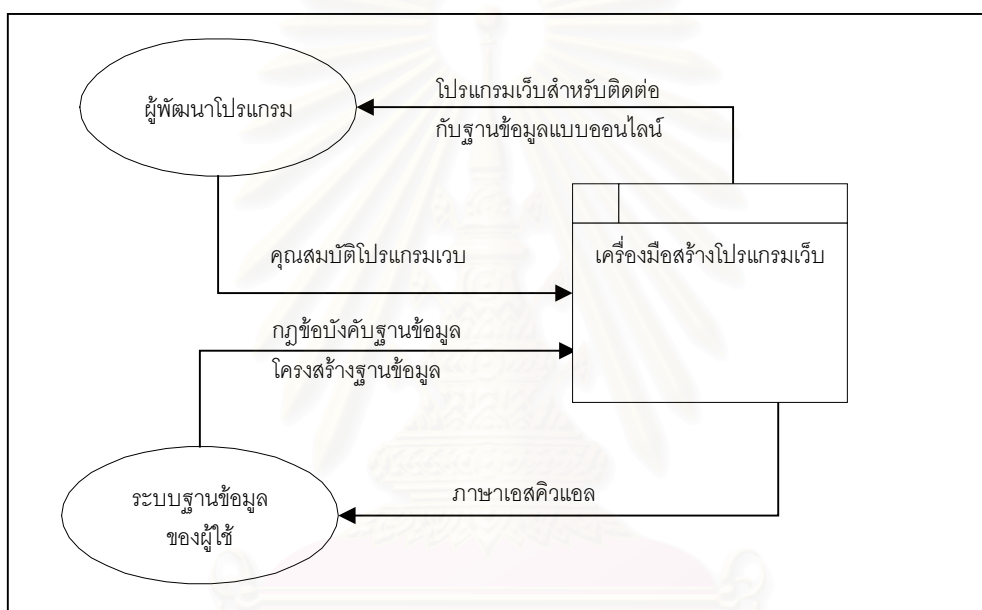 ผู้พัฒนาโปรแกรม
โปรแกรมเว็บสำหรับติดต่อ
กับฐานข้อมูลแบบออนไลน์
คุณสมบัติโปรแกรมเวบ
เครื่องมือสร้างโปรแกรมเว็บ
กฎข้อบังคับฐานข้อมูล
โครงสร้างฐานข้อมูล
ระบบฐานข้อมูล
ของผู้ใช้
ภาษาเอสคิวแอล